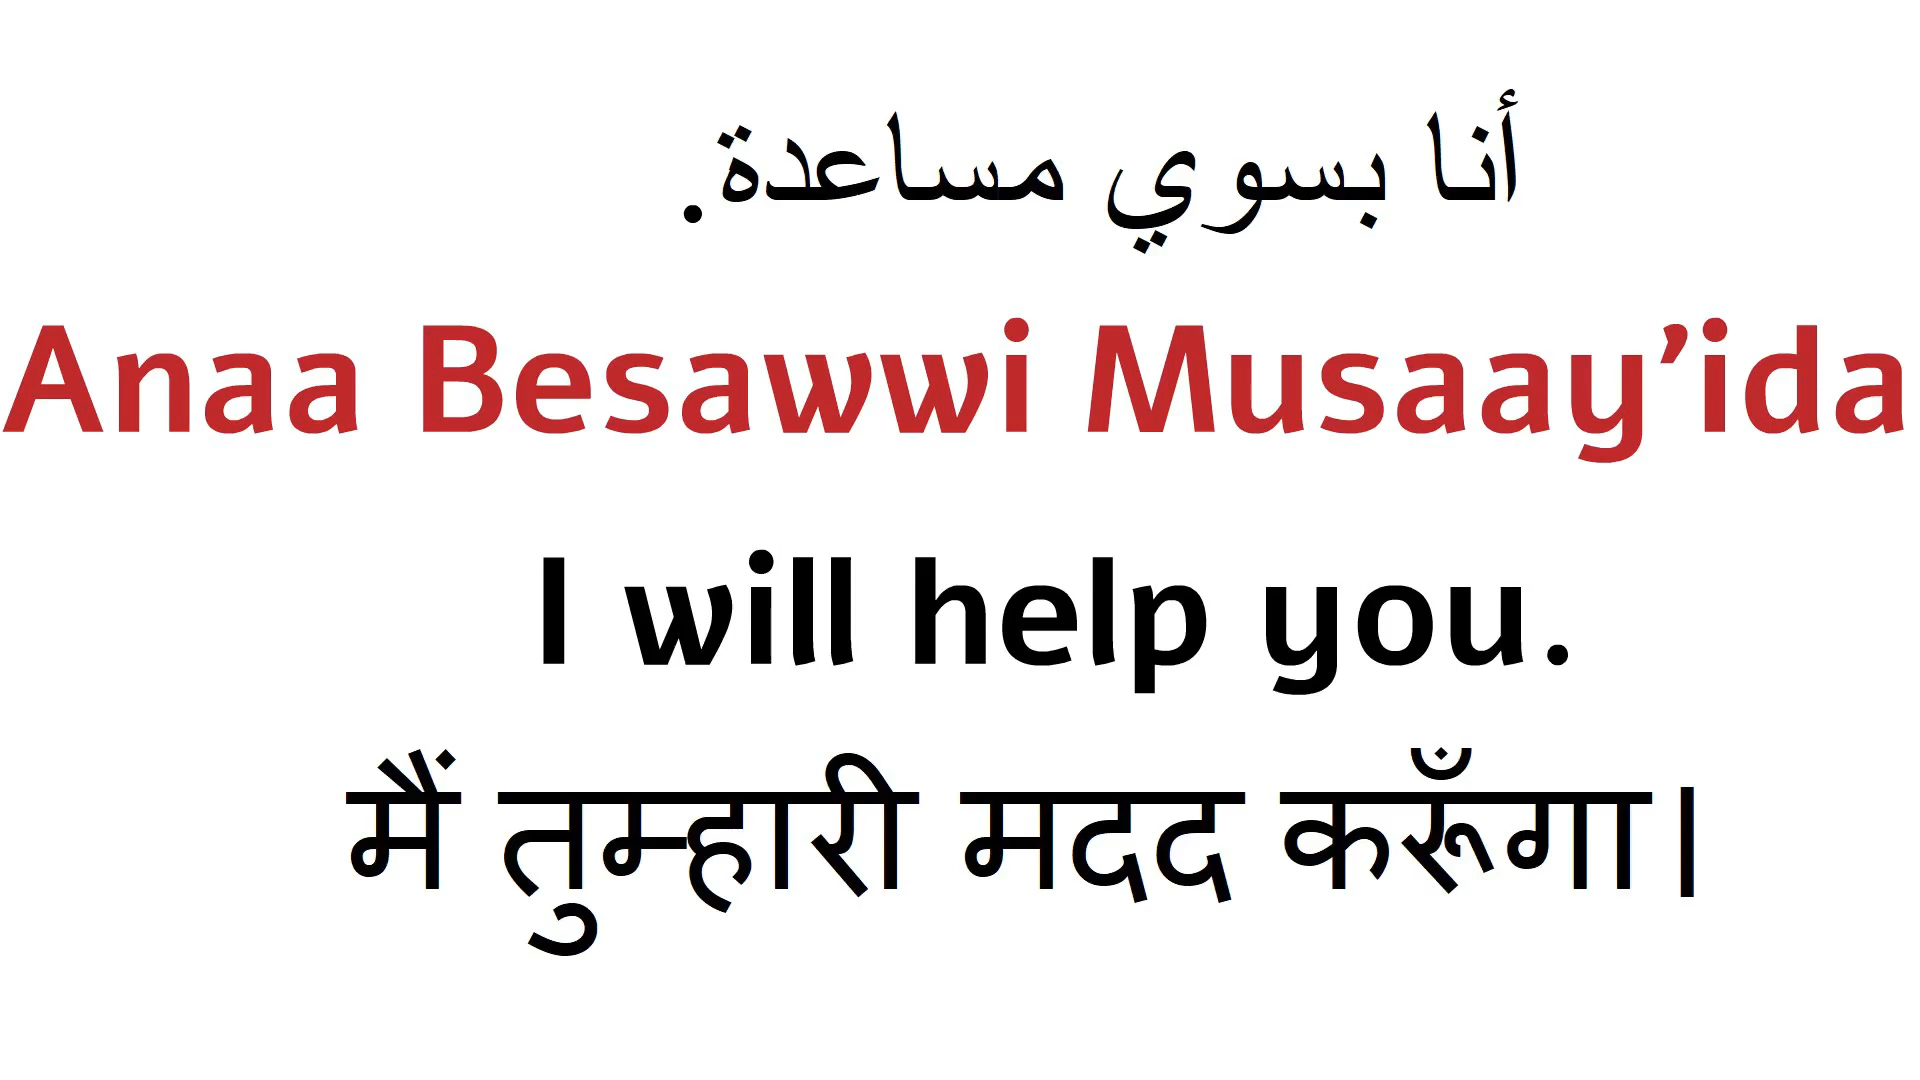 أنا بسوي مساعدة.
Anaa Besawwi Musaay’ida
I will help you.
मैं तुम्हारी मदद करूँगा।